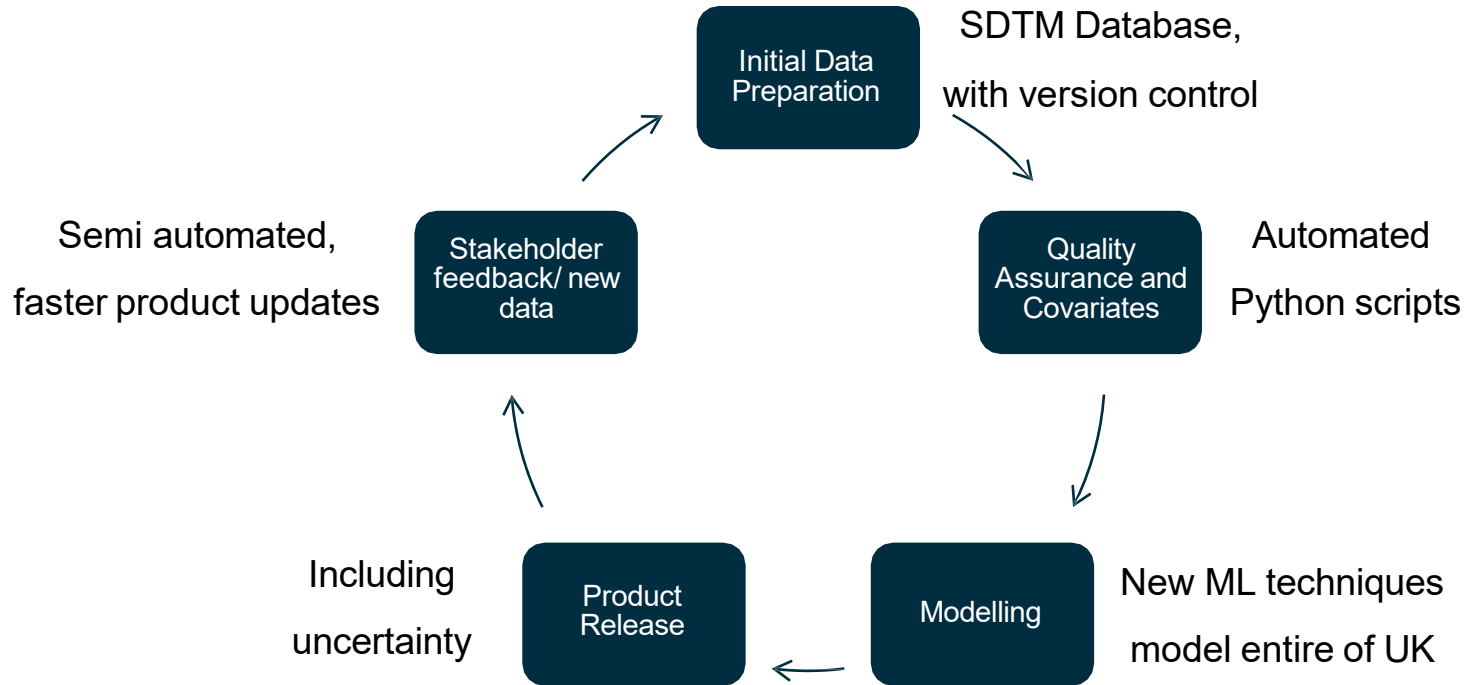 Initial Data
Preparation
SDTM Database,
with version control
Quality
Assurance and
Covariates
Automated
Python scripts
Modelling
New ML techniques
model entire of UK
Product
Release
Including
uncertainty
Stakeholder
feedback/ new
data
Semi automated,
faster product updates